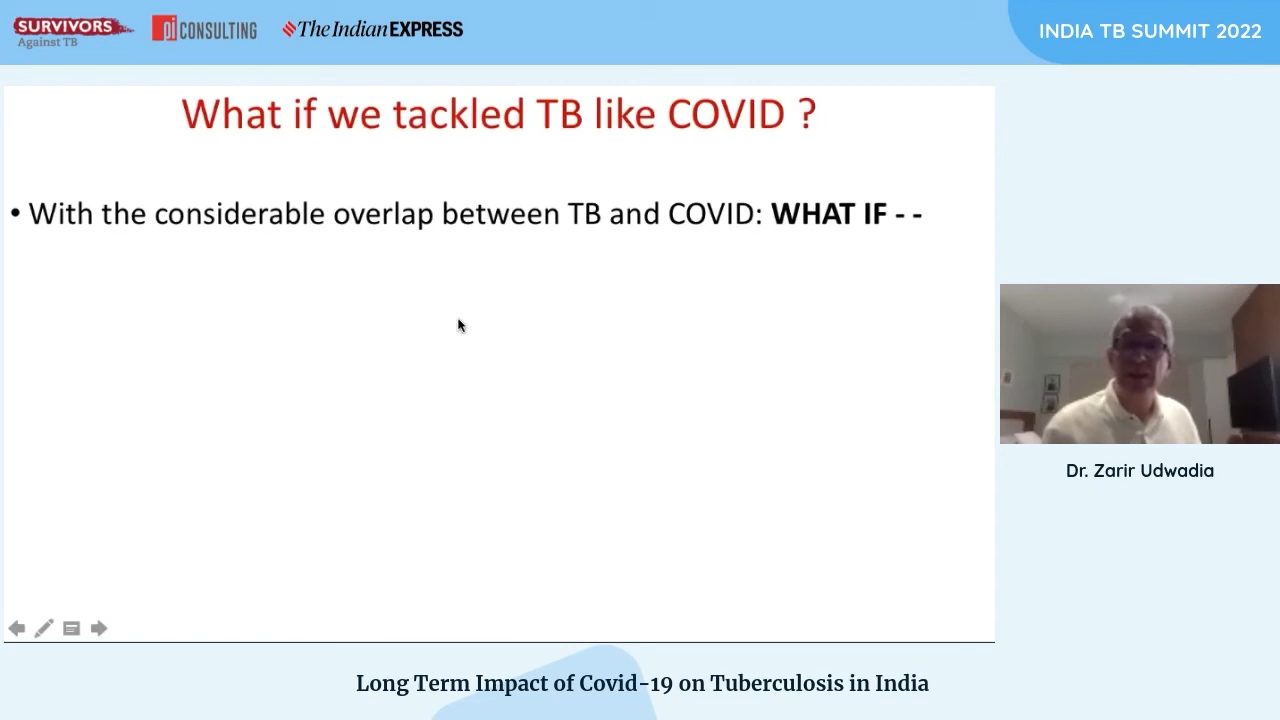 SURVIVORS
Against TB
pi CONSULTING
The Indian EXPRESS
INDIA TB SUMMIT 2022
What if we tackled TB like COVID ?
• With the considerable overlap between TB and COVID: WHAT IF - -
Dr. Zarir Udwadia
Long Term Impact of Covid-19 on Tuberculosis in India